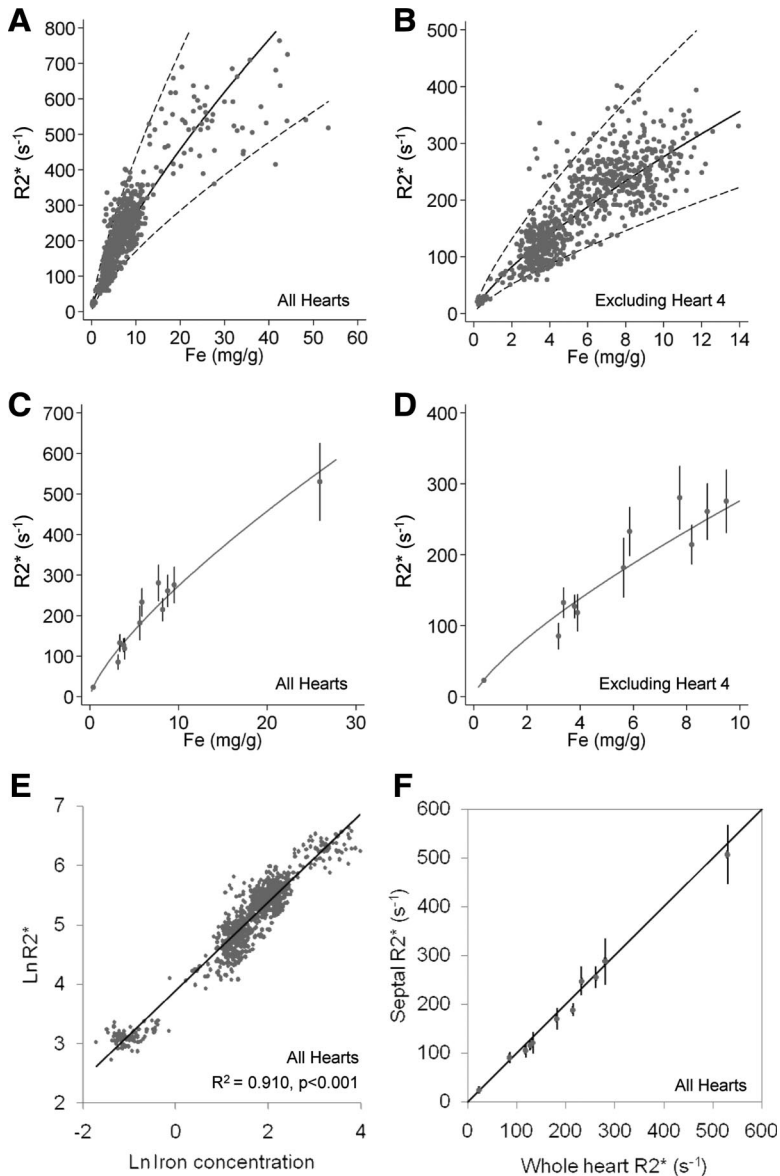 A
R2* (s-1)
800
700
600
500
400
300
200
100
0
0 10 20 30 40 50 60
Fe (mg/g)
All Hearts
B
R2* (s-1)
500
400
300
200
100
0
0 2 4 6 8 10 12 14
Fe (mg/g)
Excluding Heart 4
C
R2* (s-1)
700
600
500
400
300
200
100
0
0 10 20 30
Fe (mg/g)
All Hearts
D
R2* (s-1)
400
300
200
100
0
0 2 4 6 8 10
Fe (mg/g)
Excluding Heart 4
E
Ln R2*
7
6
5
4
3
2
-2 0 2 4
Ln Iron concentration
All Hearts
R2 = 0.910, p<0.001
F
Septal R2* (s-1)
600
500
400
300
200
100
0
0 100 200 300 400 500 600
Whole heart R2* (s-1)
All Hearts